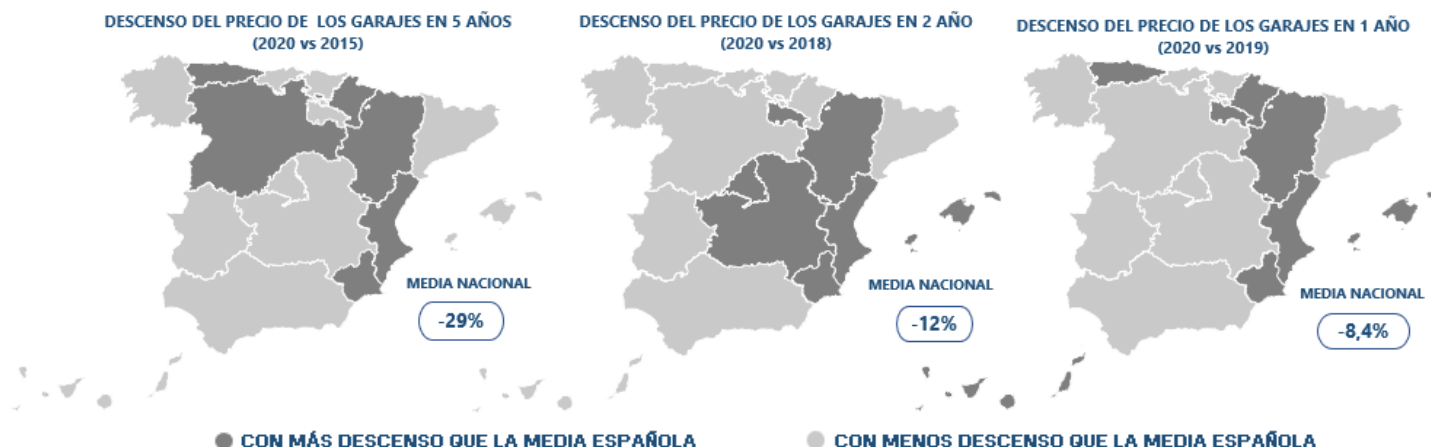 DESCENSO DEL PRECIO DE LOS GARAJES EN 5 AÑOS
(2020 vs 2015)
MEDIA NACIONAL
-29%
DESCENSO DEL PRECIO DE LOS GARAJES EN 2 AÑO
(2020 vs 2018)
MEDIA NACIONAL
-12%
DESCENSO DEL PRECIO DE LOS GARAJES EN 1 AÑO
(2020 vs 2019)
MEDIA NACIONAL
-8,4%
CON MÁS DESCENSO QUE LA MEDIA ESPAÑOLA
CON MENOS DESCENSO QUE LA MEDIA ESPAÑOLA